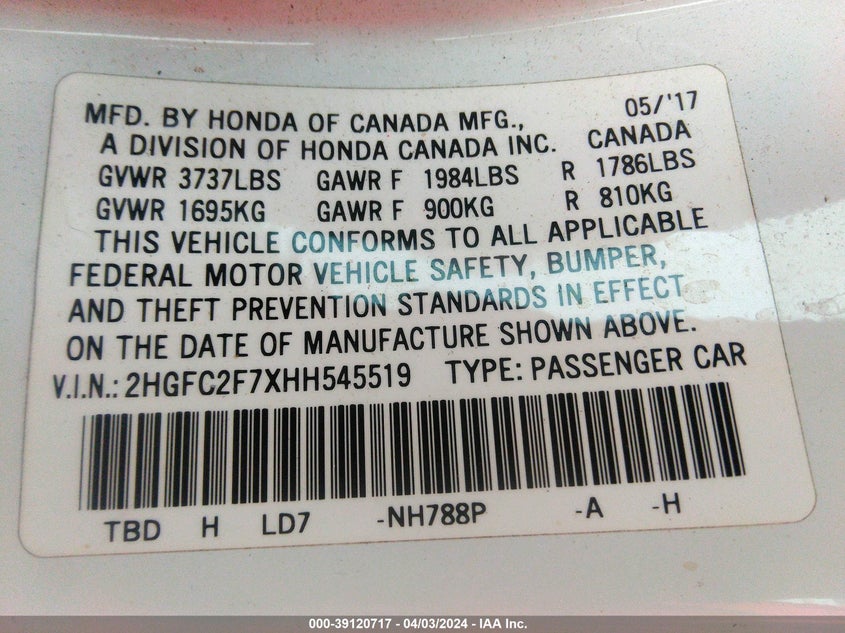 MFD. BY HONDA OF CANADA MFG., 05/'17
A DIVISION OF HONDA CANADA INC. CANADA
GVWR 3737LBS GAWR F 1984LBS R 1786LBS
GVWR 1695KG GAWR F 900KG R 810KG
THIS VEHICLE CONFORMS TO ALL APPLICABLE
FEDERAL MOTOR VEHICLE SAFETY, BUMPER,
AND THEFT PREVENTION STANDARDS IN EFFECT
ON THE DATE OF MANUFACTURE SHOWN ABOVE.
V.I.N.: 2HGFC2F7XHH545519 TYPE: PASSENGER CAR
TBD H LD7 -NH788P -A -H
000-39120717 - 04/03/2024 - IAA Inc.